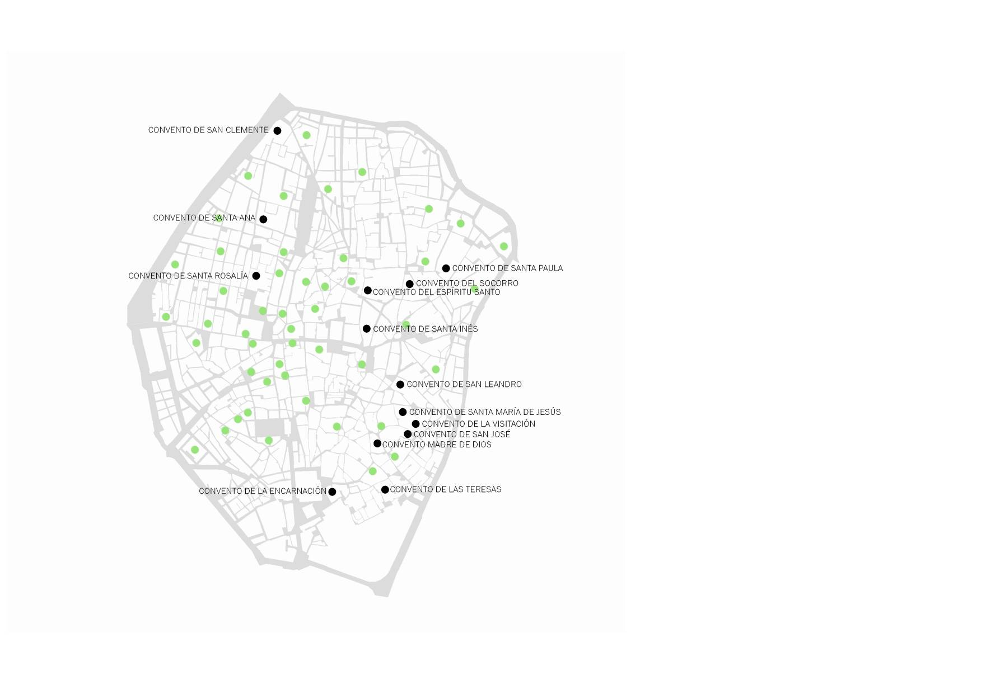 CONVENTO DE SAN CLEMENTE
CONVENTO DE SANTA ANA
CONVENTO DE SANTA PAULA
CONVENTO DE SANTA ROSALÍA
CONVENTO DEL SOCORRO
CONVENTO DEL ESPÍRITU SANTO
CONVENTO DE SANTA INÉS
CONVENTO DE SAN LEANDRO
CONVENTO DE SANTA MARÍA DE JESÚS
CONVENTO DE LA VISITACIÓN
CONVENTO DE SAN JOSÉ
CONVENTO MADRE DE DIOS
CONVENTO DE LAS TERESAS
CONVENTO DE LA ENCARNACIÓN